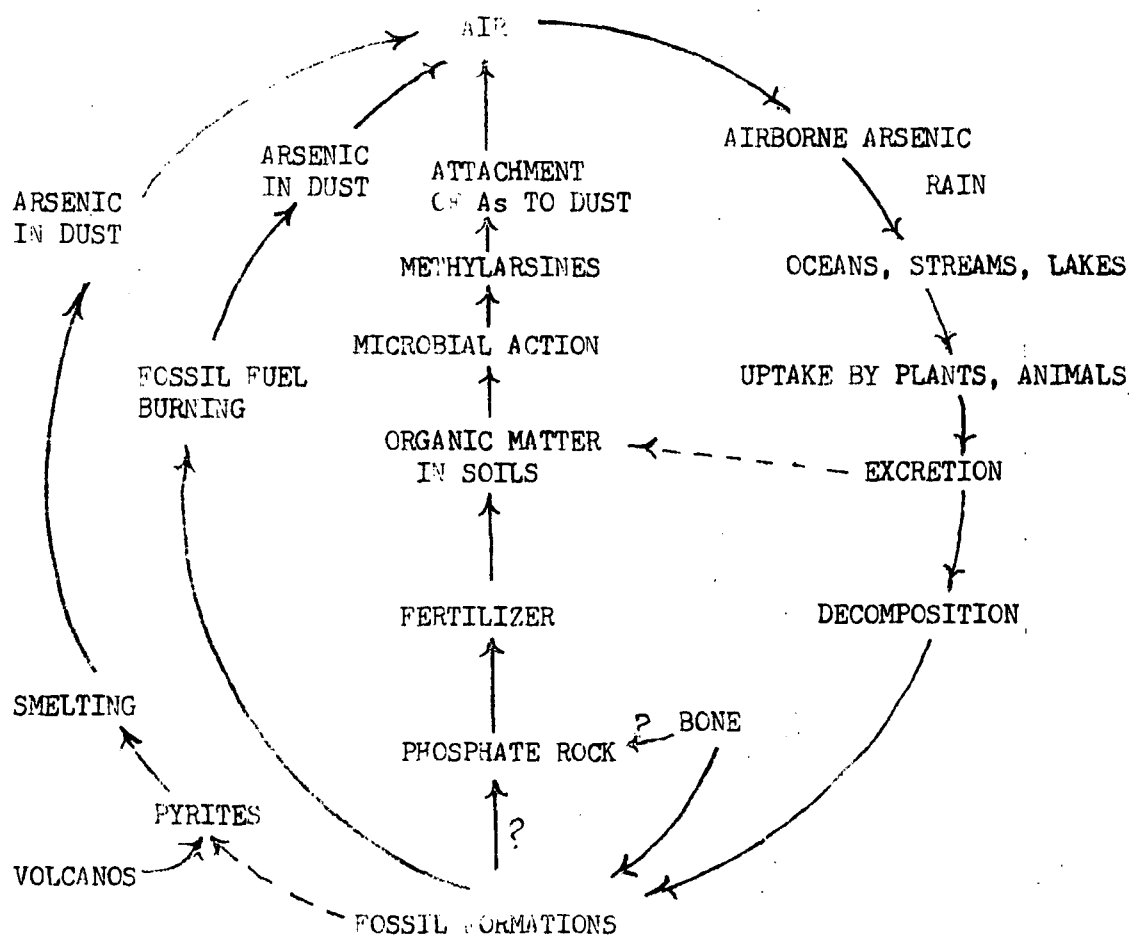 AIR
AIRBORNE ARSENIC
RAIN
ARSENIC
IN DUST
ATTACHMENT
OF As TO DUST
ARSENIC
IN DUST
METHYLARSINES
OCEANS, STREAMS, LAKES
MICROBIAL ACTION
FOSSIL FUEL
BURNING
UPTAKE BY PLANTS, ANIMALS
ORGANIC MATTER
IN SOILS
EXCRETION
FERTILIZER
DECOMPOSITION
SMELTING
? BONE
PHOSPHATE ROCK
PYRITES
?
VOLCANOS
FOSSIL FORMATIONS